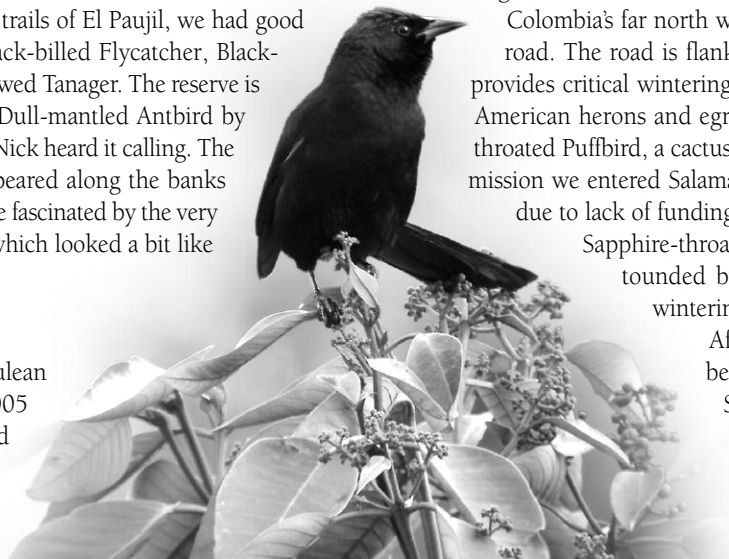 trails of El Paujil, we had good
ck-billed Flycatcher, Black-
wed Tanager. The reserve is
Dull-mantled Antbird by
Nick heard it calling. The
peared along the banks
e fascinated by the very
which looked a bit like
ulean
005
d
Colombia’s far north w
road. The road is flank
provides critical wintering
American herons and egr
throated Puffbird, a cactus
mission we entered Salama
due to lack of funding
Sapphire-throa
tounded b
winterin
Af
be
S